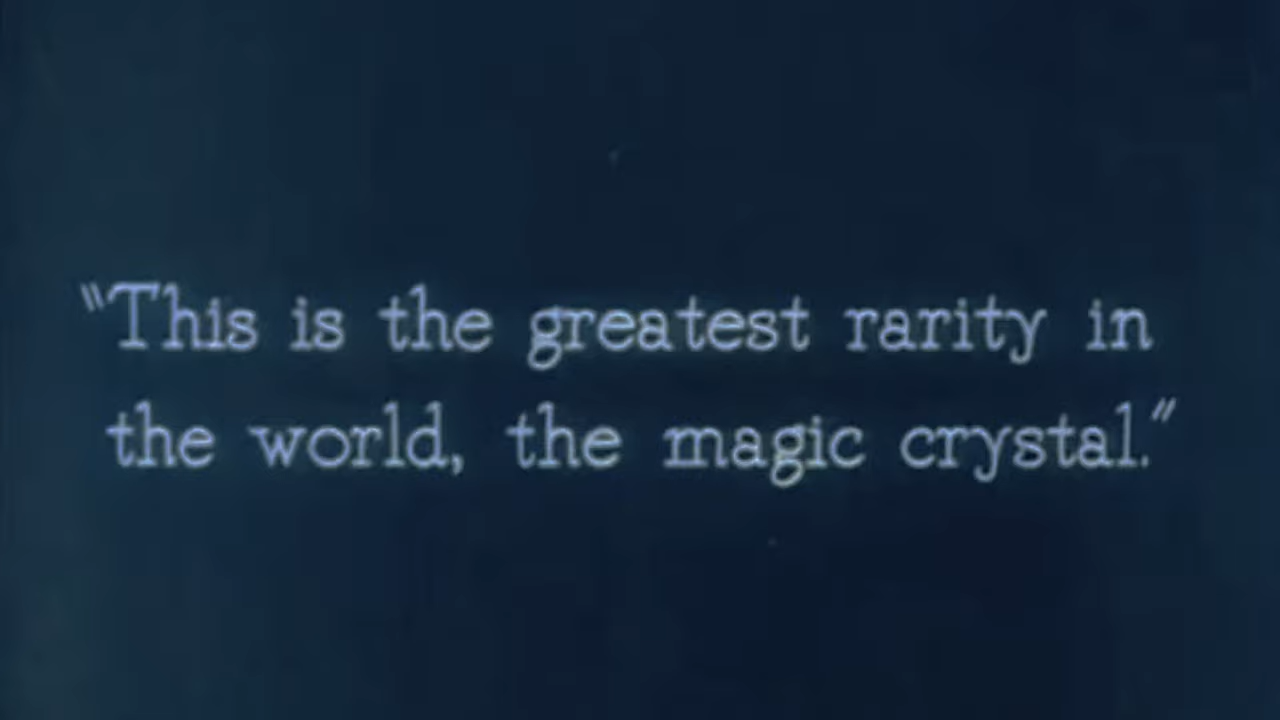 "This is the greatest rarity in
the world, the magic crystal."